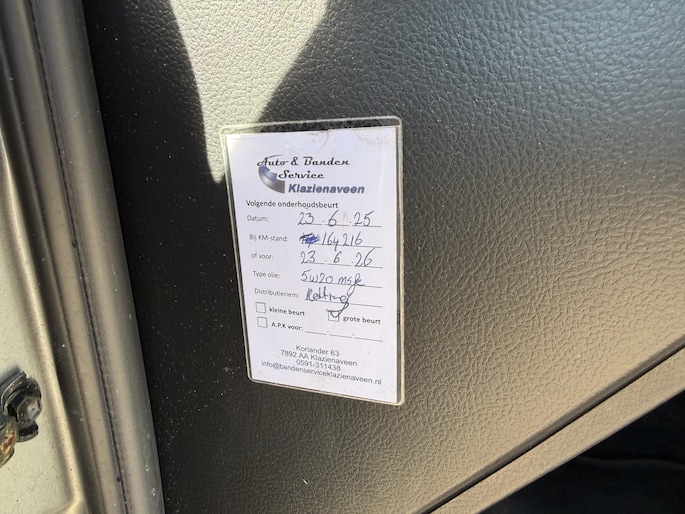 Auto & Banden
Service
Klazienaveen
Volgende onderhoudsbeurt
Datum: 23.6.25
Bij KM-stand: 164216
of voor: 23.6.26
Type olie: 5w20
Distributieriem: Ketting
kleine beurt grote beurt
A.P.K voor:
Koriander 63
7892 AA Klazienaveen
0591-311438
info@bandenserviceklazienaveen.nl